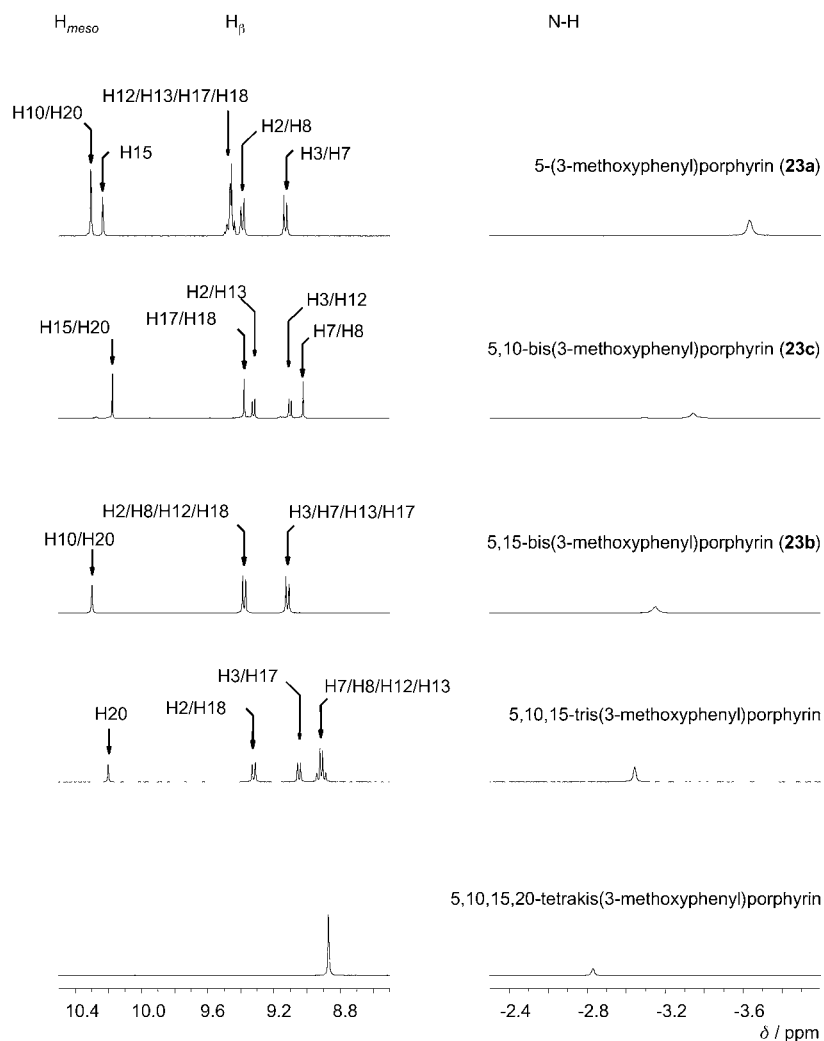 Hmeso Hβ N-H
H12/H13/H17/H18
H10/H20
H2/H8
H15
H3/H7
5-(3-methoxyphenyl)porphyrin (23a)
H2/H13
H3/H12
H15/H20
H17/H18
H7/H8
5,10-bis(3-methoxyphenyl)porphyrin (23c)
H2/H8/H12/H18
H3/H7/H13/H17
H10/H20
5,15-bis(3-methoxyphenyl)porphyrin (23b)
H3/H17
H7/H8/H12/H13
H20
H2/H18
5,10,15-tris(3-methoxyphenyl)porphyrin
5,10,15,20-tetrakis(3-methoxyphenyl)porphyrin
10.4 10.0 9.6 9.2 8.8 -2.4 -2.8 -3.2 -3.6
δ / ppm